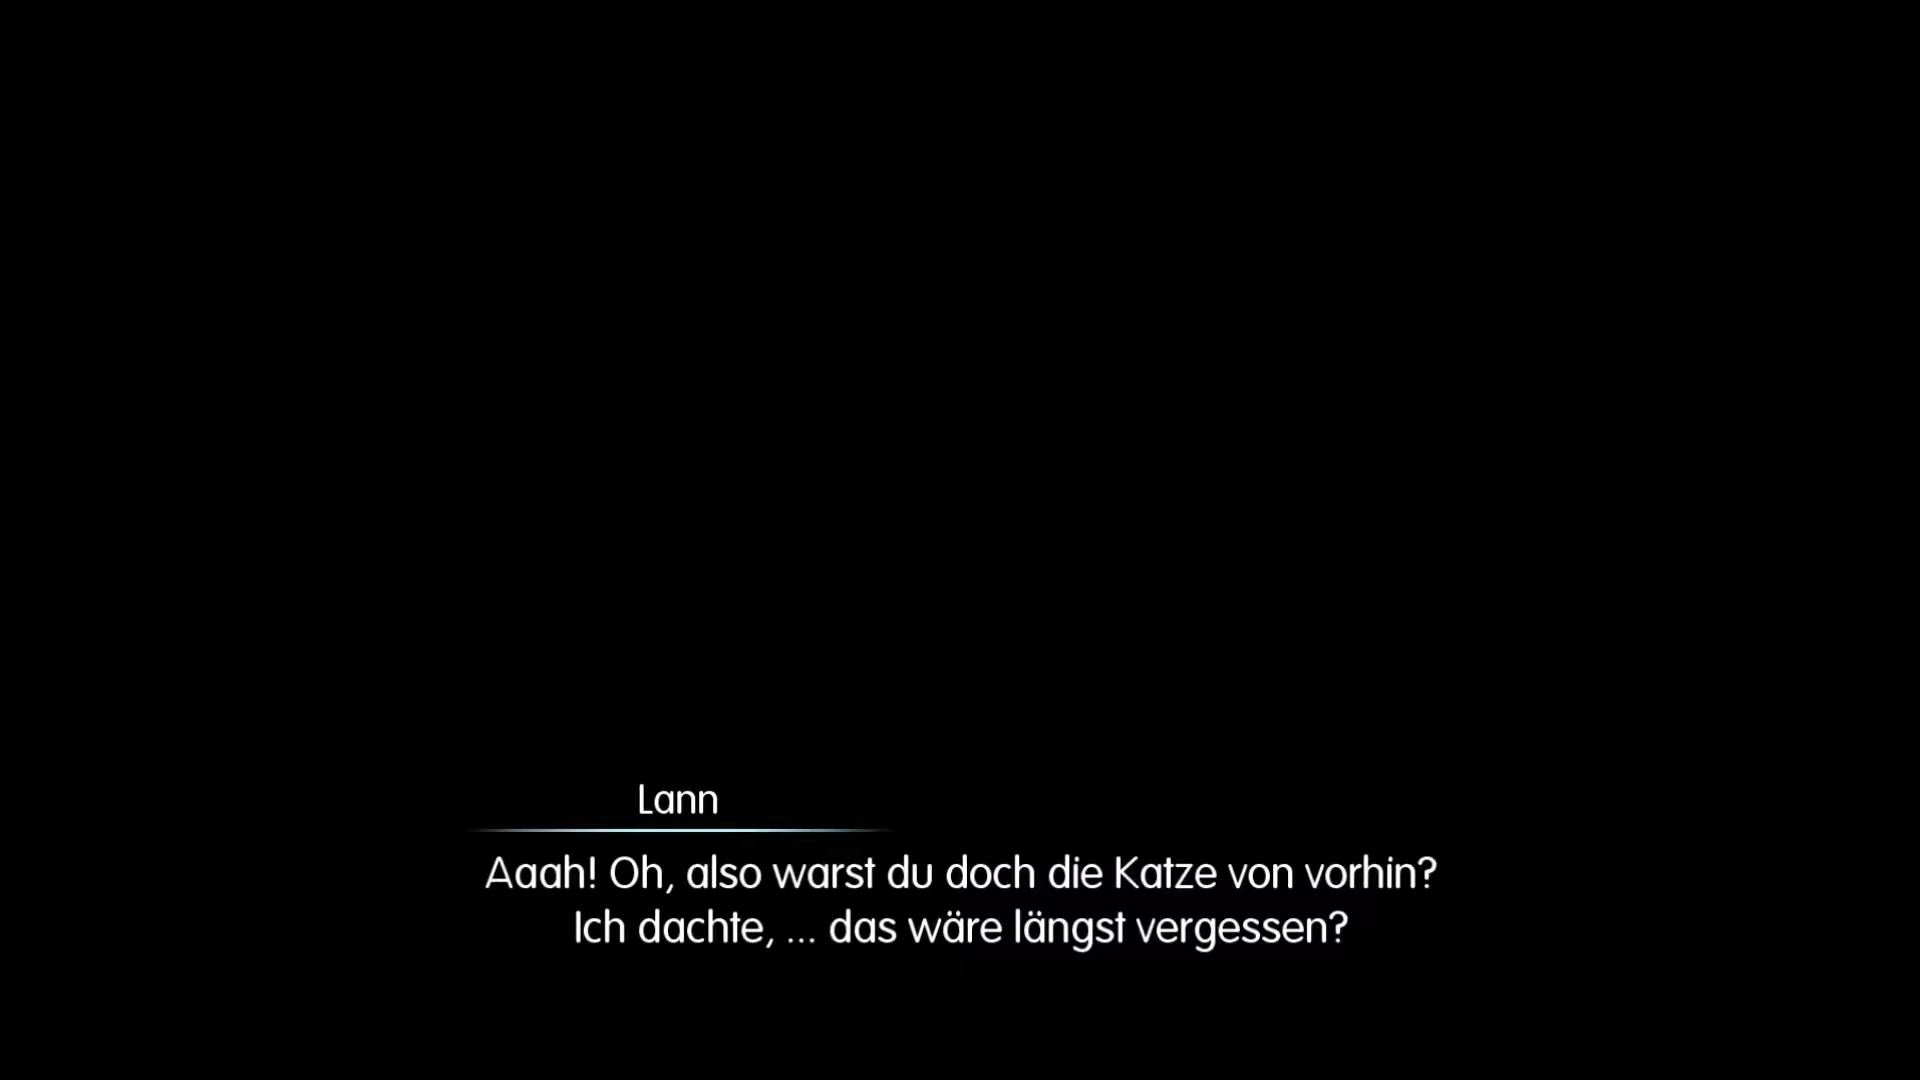 Lann
Aaah! Oh, also warst du doch die Katze von vorhin?
Ich dachte, ... das wäre längst vergessen?